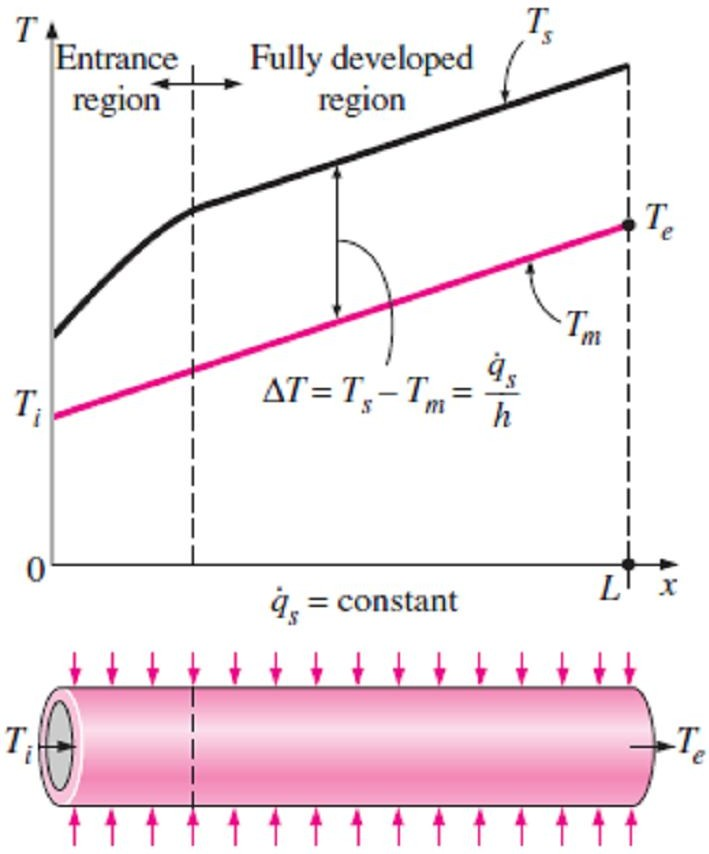 T
Entrance region
Fully developed region
T_s
T_e
T_m
ΔT = T_s – T_m = q̇_s / h
T_i
0
L
x
q̇_s = constant
T_i
T_e